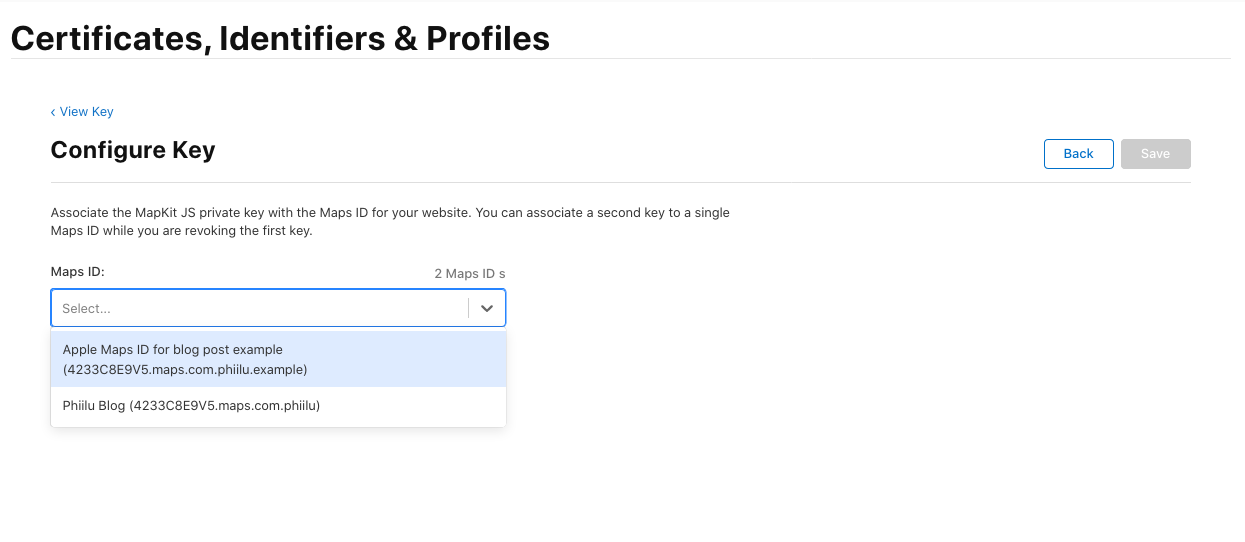 Certificates, Identifiers & Profiles
‹ View Key
Configure Key
Back
Save
Associate the MapKit JS private key with the Maps ID for your website. You can associate a second key to a single
Maps ID while you are revoking the first key.
Maps ID:
2 Maps ID s
Select...
Apple Maps ID for blog post example
(4233C8E9V5.maps.com.phiilu.example)
Phiilu Blog (4233C8E9V5.maps.com.phiilu)